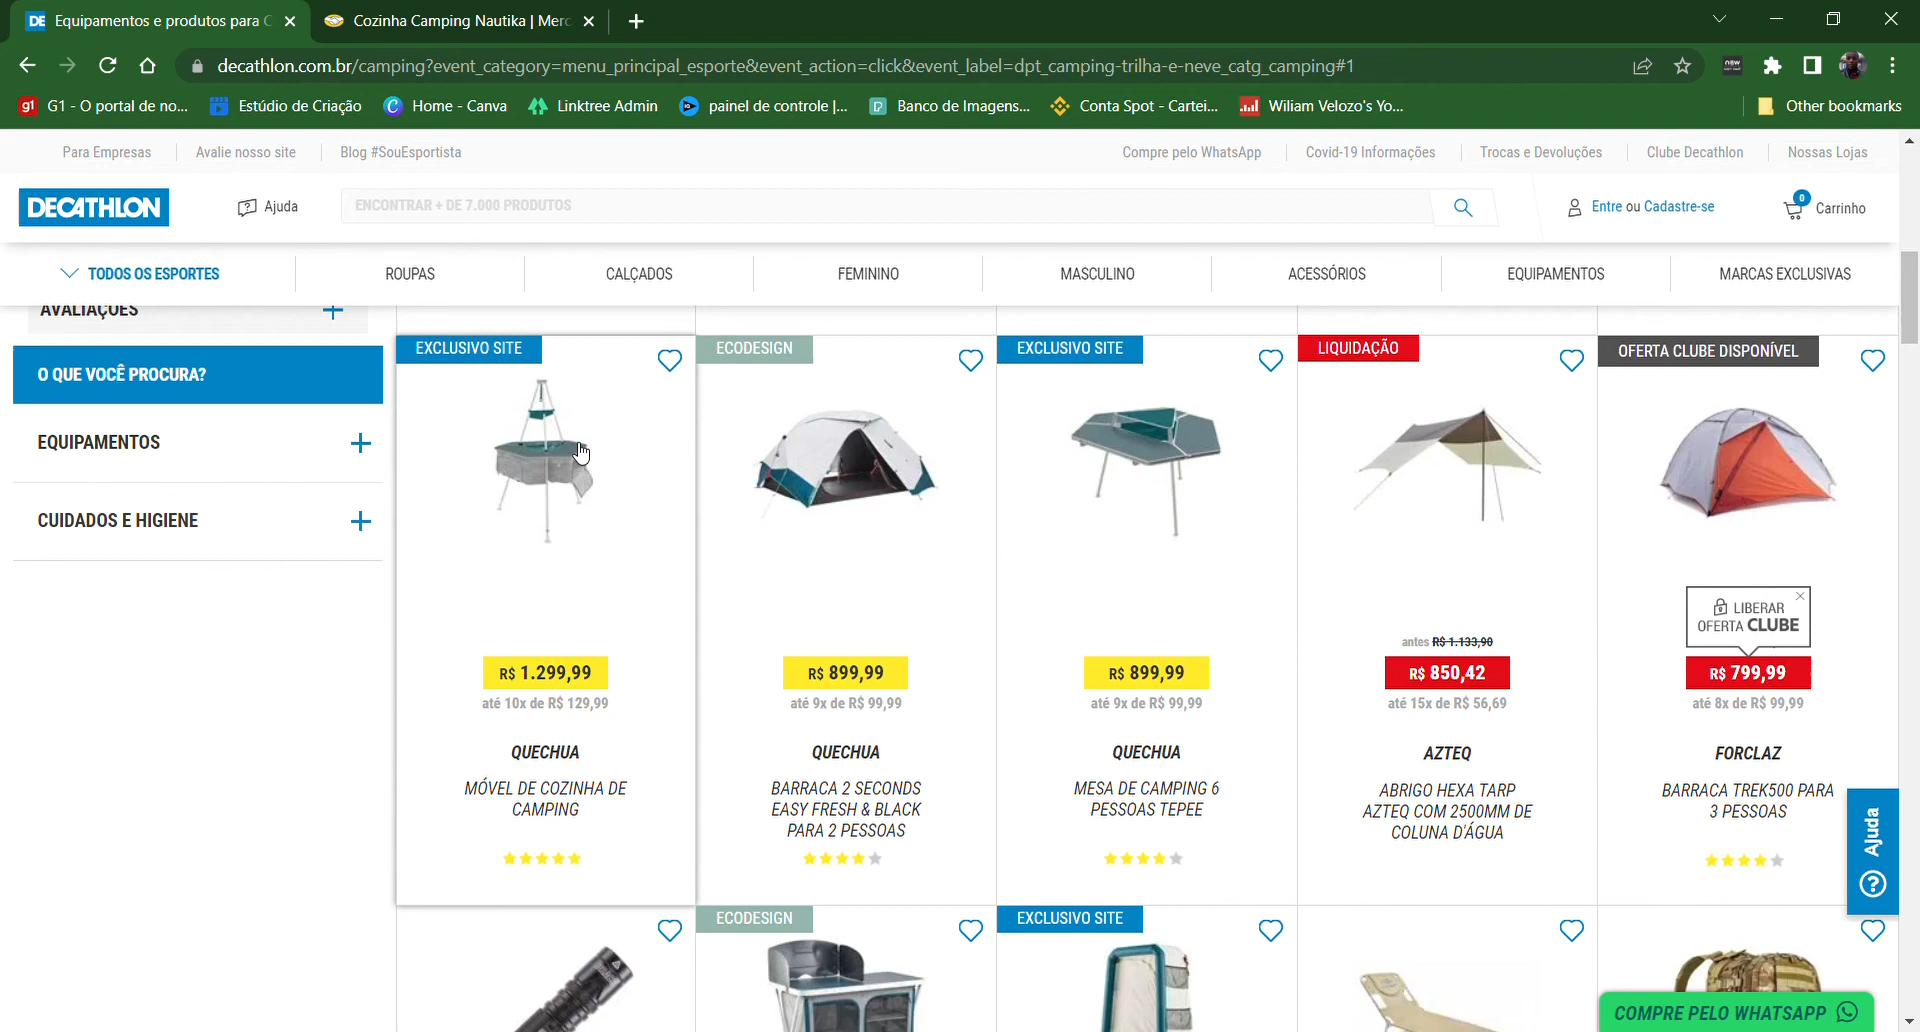 DE Equipamentos e produtos para C
Cozinha Camping Nautika | Merc
decathlon.com.br/camping?event_category=menu_principal_esporte&event_action=click&event_label=dpt_camping-trilha-e-neve_catg_camping#1
g1 G1 - O portal de no...
Estúdio de Criação
Home - Canva
Linktree Admin
painel de controle |...
Banco de Imagens...
Conta Spot - Cartei...
Wiliam Velozo's Yo...
Other bookmarks
Para Empresas
Avalie nosso site
Blog #SouEsportista
Compre pelo WhatsApp
Covid-19 Informações
Trocas e Devoluções
Clube Decathlon
Nossas Lojas
DECATHLON
Ajuda
ENCONTRAR + DE 7.000 PRODUTOS
Entre ou Cadastre-se
0
Carrinho
TODOS OS ESPORTES
ROUPAS
CALÇADOS
FEMININO
MASCULINO
ACESSÓRIOS
EQUIPAMENTOS
MARCAS EXCLUSIVAS
AVALIAÇÕES
O QUE VOCÊ PROCURA?
EQUIPAMENTOS
CUIDADOS E HIGIENE
EXCLUSIVO SITE
R$ 1.299,99
até 10x de R$ 129,99
QUECHUA
MÓVEL DE COZINHA DE
CAMPING
ECODESIGN
R$ 899,99
até 9x de R$ 99,99
QUECHUA
BARRACA 2 SECONDS
EASY FRESH & BLACK
PARA 2 PESSOAS
EXCLUSIVO SITE
R$ 899,99
até 9x de R$ 99,99
QUECHUA
MESA DE CAMPING 6
PESSOAS TEPEE
LIQUIDAÇÃO
antes R$ 1.133,90
R$ 850,42
até 15x de R$ 56,69
AZTEQ
ABRIGO HEXA TARP
AZTEQ COM 2500MM DE
COLUNA D'ÁGUA
OFERTA CLUBE DISPONÍVEL
LIBERAR
OFERTA CLUBE
R$ 799,99
até 8x de R$ 99,99
FORCLAZ
BARRACA TREK500 PARA
3 PESSOAS
Ajuda
ECODESIGN
EXCLUSIVO SITE
COMPRE PELO WHATSAPP